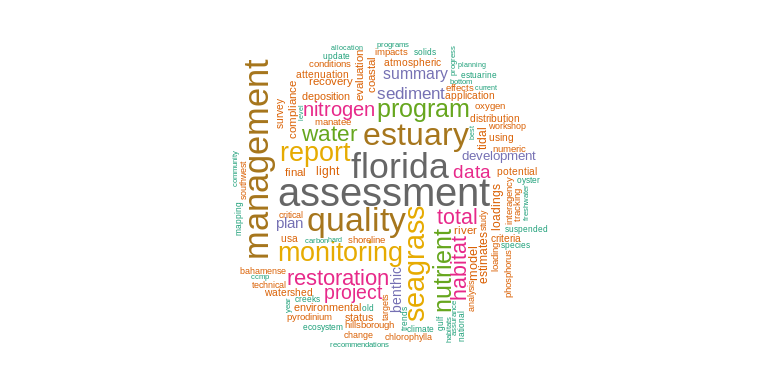 allocation
programs
update
impacts
solids
conditions
atmospheric
progress
planning
attenuation
evaluation
coastal
summary
bottom
estuarine
recovery
effects
current
management
compliance
deposition
sediment
application
survey
level
nitrogen
program
oxygen
manatee
distribution
water
estuary
best
tidal
workshop
using
numeric
report
florida
development
community
southwest
final
light
data
potential
assessment
loadings
interagency
tracking
oyster
freshwater
mapping
critical
quality
total
study
plan
seagrass
river
suspended
usa
carbon
hard
shoreline
nutrient
habitat
estimates
criteria
species
monitoring
model
loading
phosphorus
bahamense
ccmp
technical
restoration
benthic
analysis
watershed
project
year
creeks
targets
environmental
old
trends
gulf
habitats
assurance
national
pyrodinium
status
ecosystem
hillsborough
climate
change
chlorophylla
recommendations